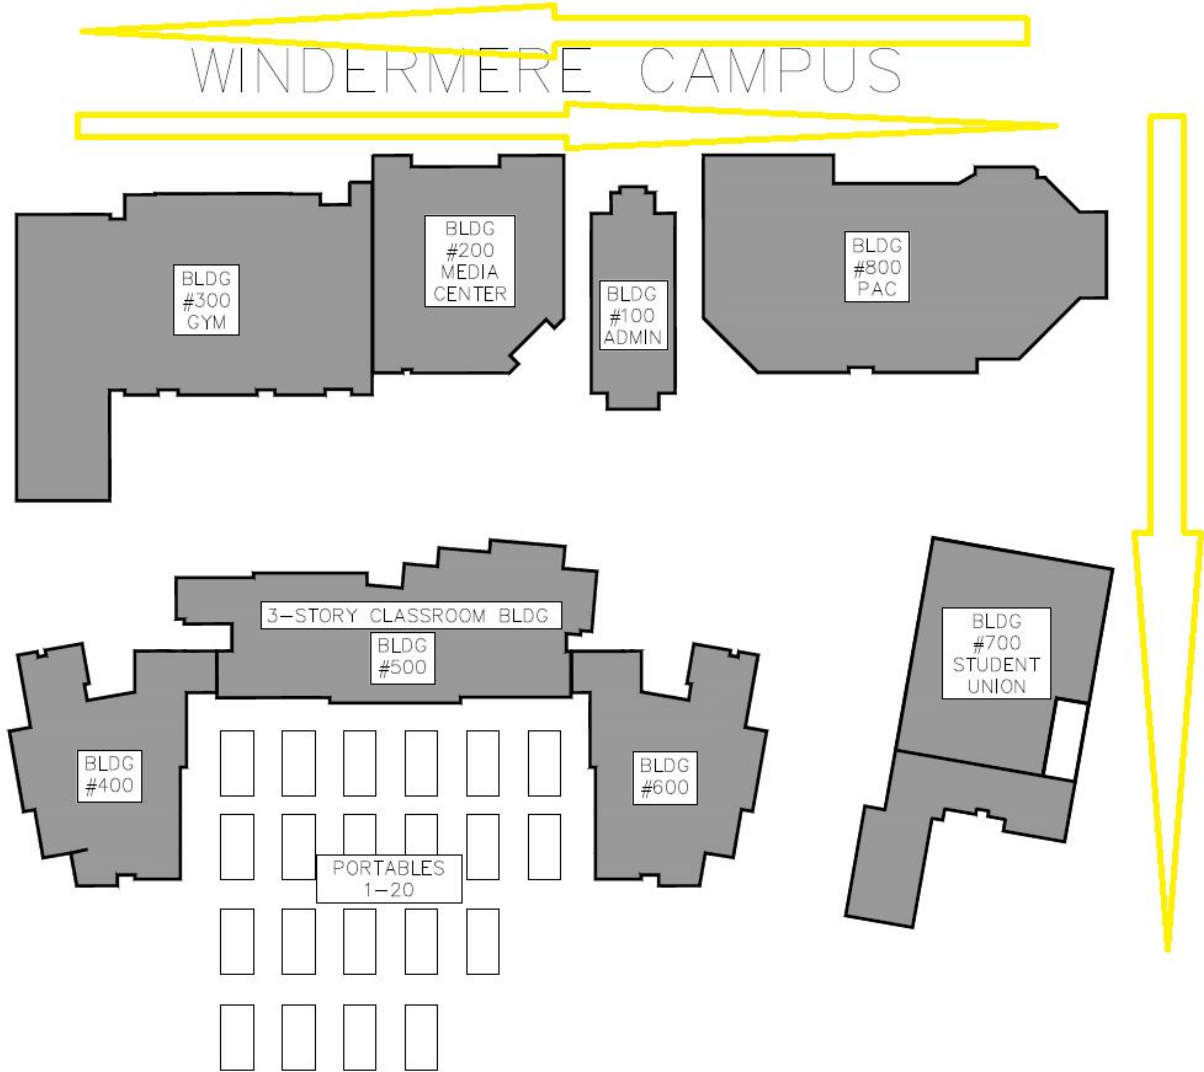 WINDERMERE CAMPUS
BLDG
#300
GYM
BLDG
#200
MEDIA
CENTER
BLDG
#100
ADMIN
BLDG
#800
PAC
3-STORY CLASSROOM BLDG
BLDG
#500
BLDG
#700
STUDENT
UNION
BLDG
#400
BLDG
#600
PORTABLES
1-20